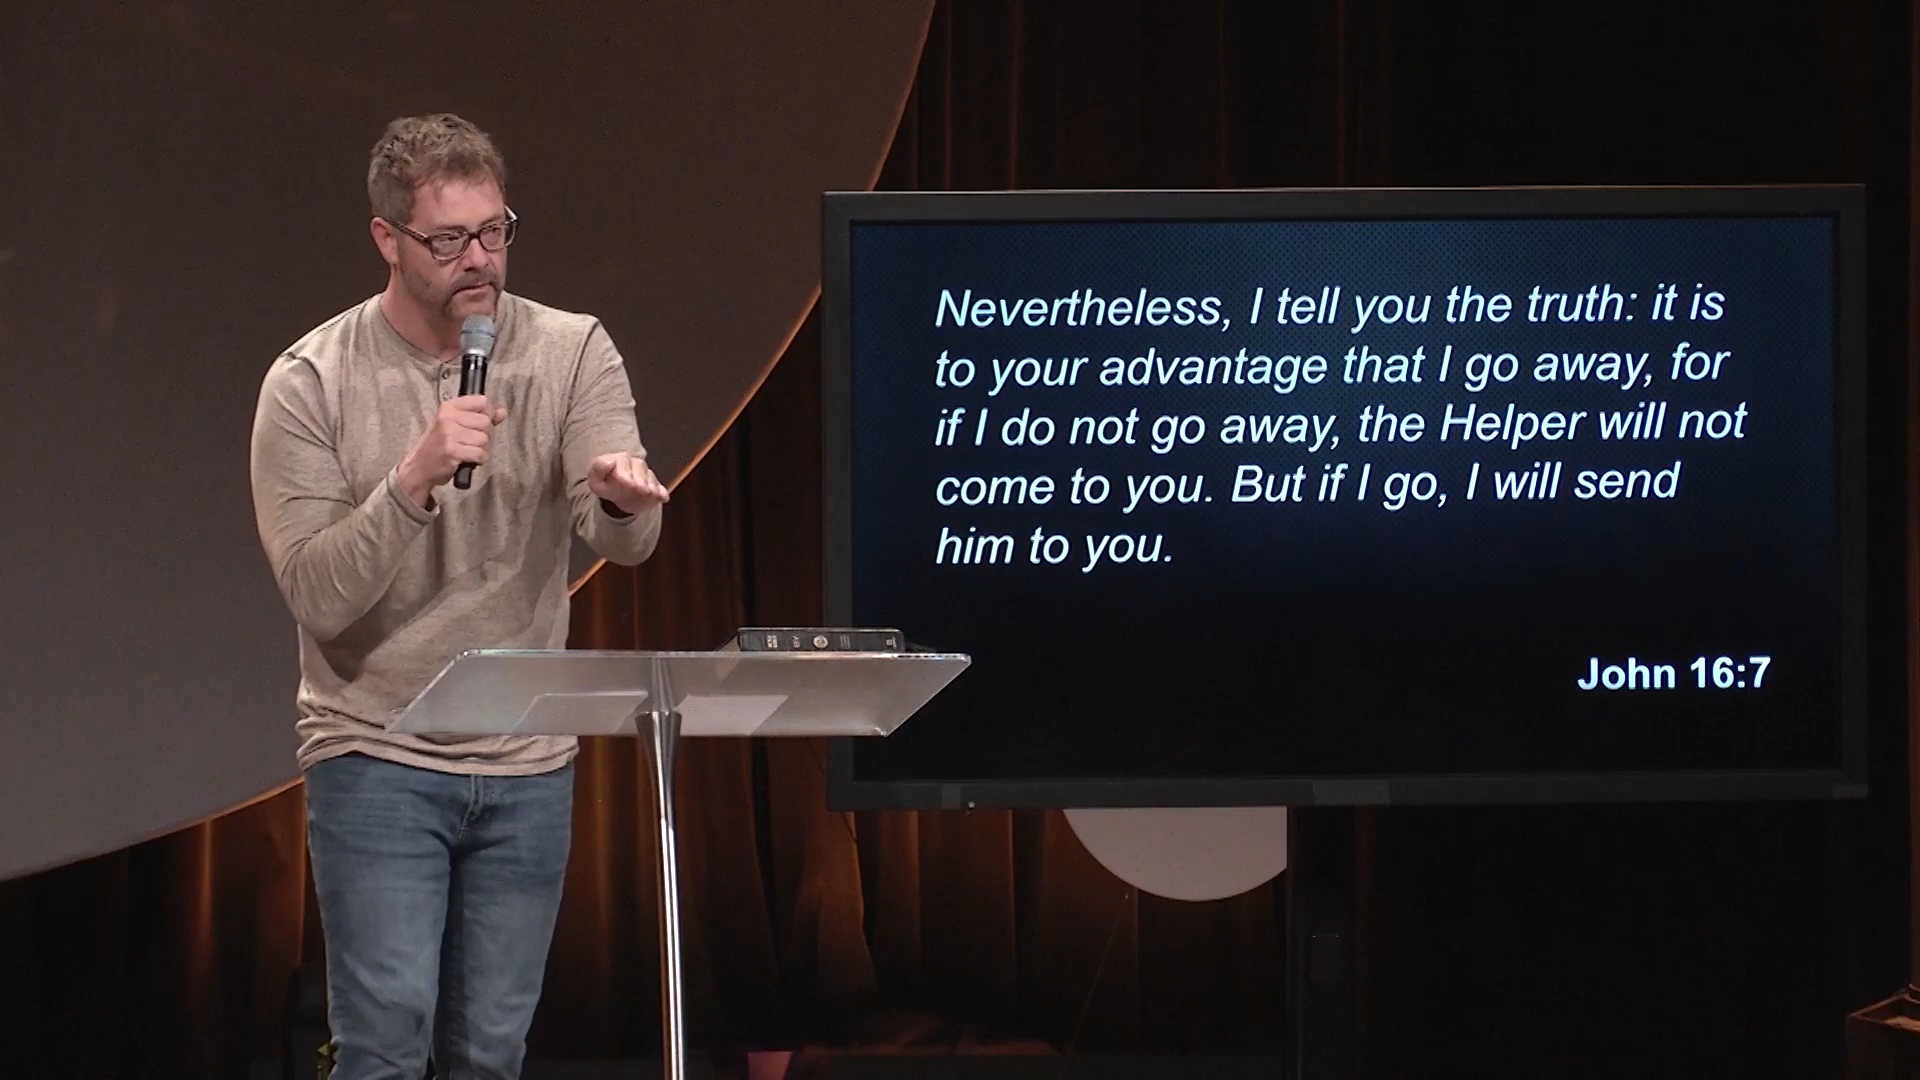 Nevertheless, I tell you the truth: it is
to your advantage that I go away, for
if I do not go away, the Helper will not
come to you. But if I go, I will send
him to you.
John 16:7